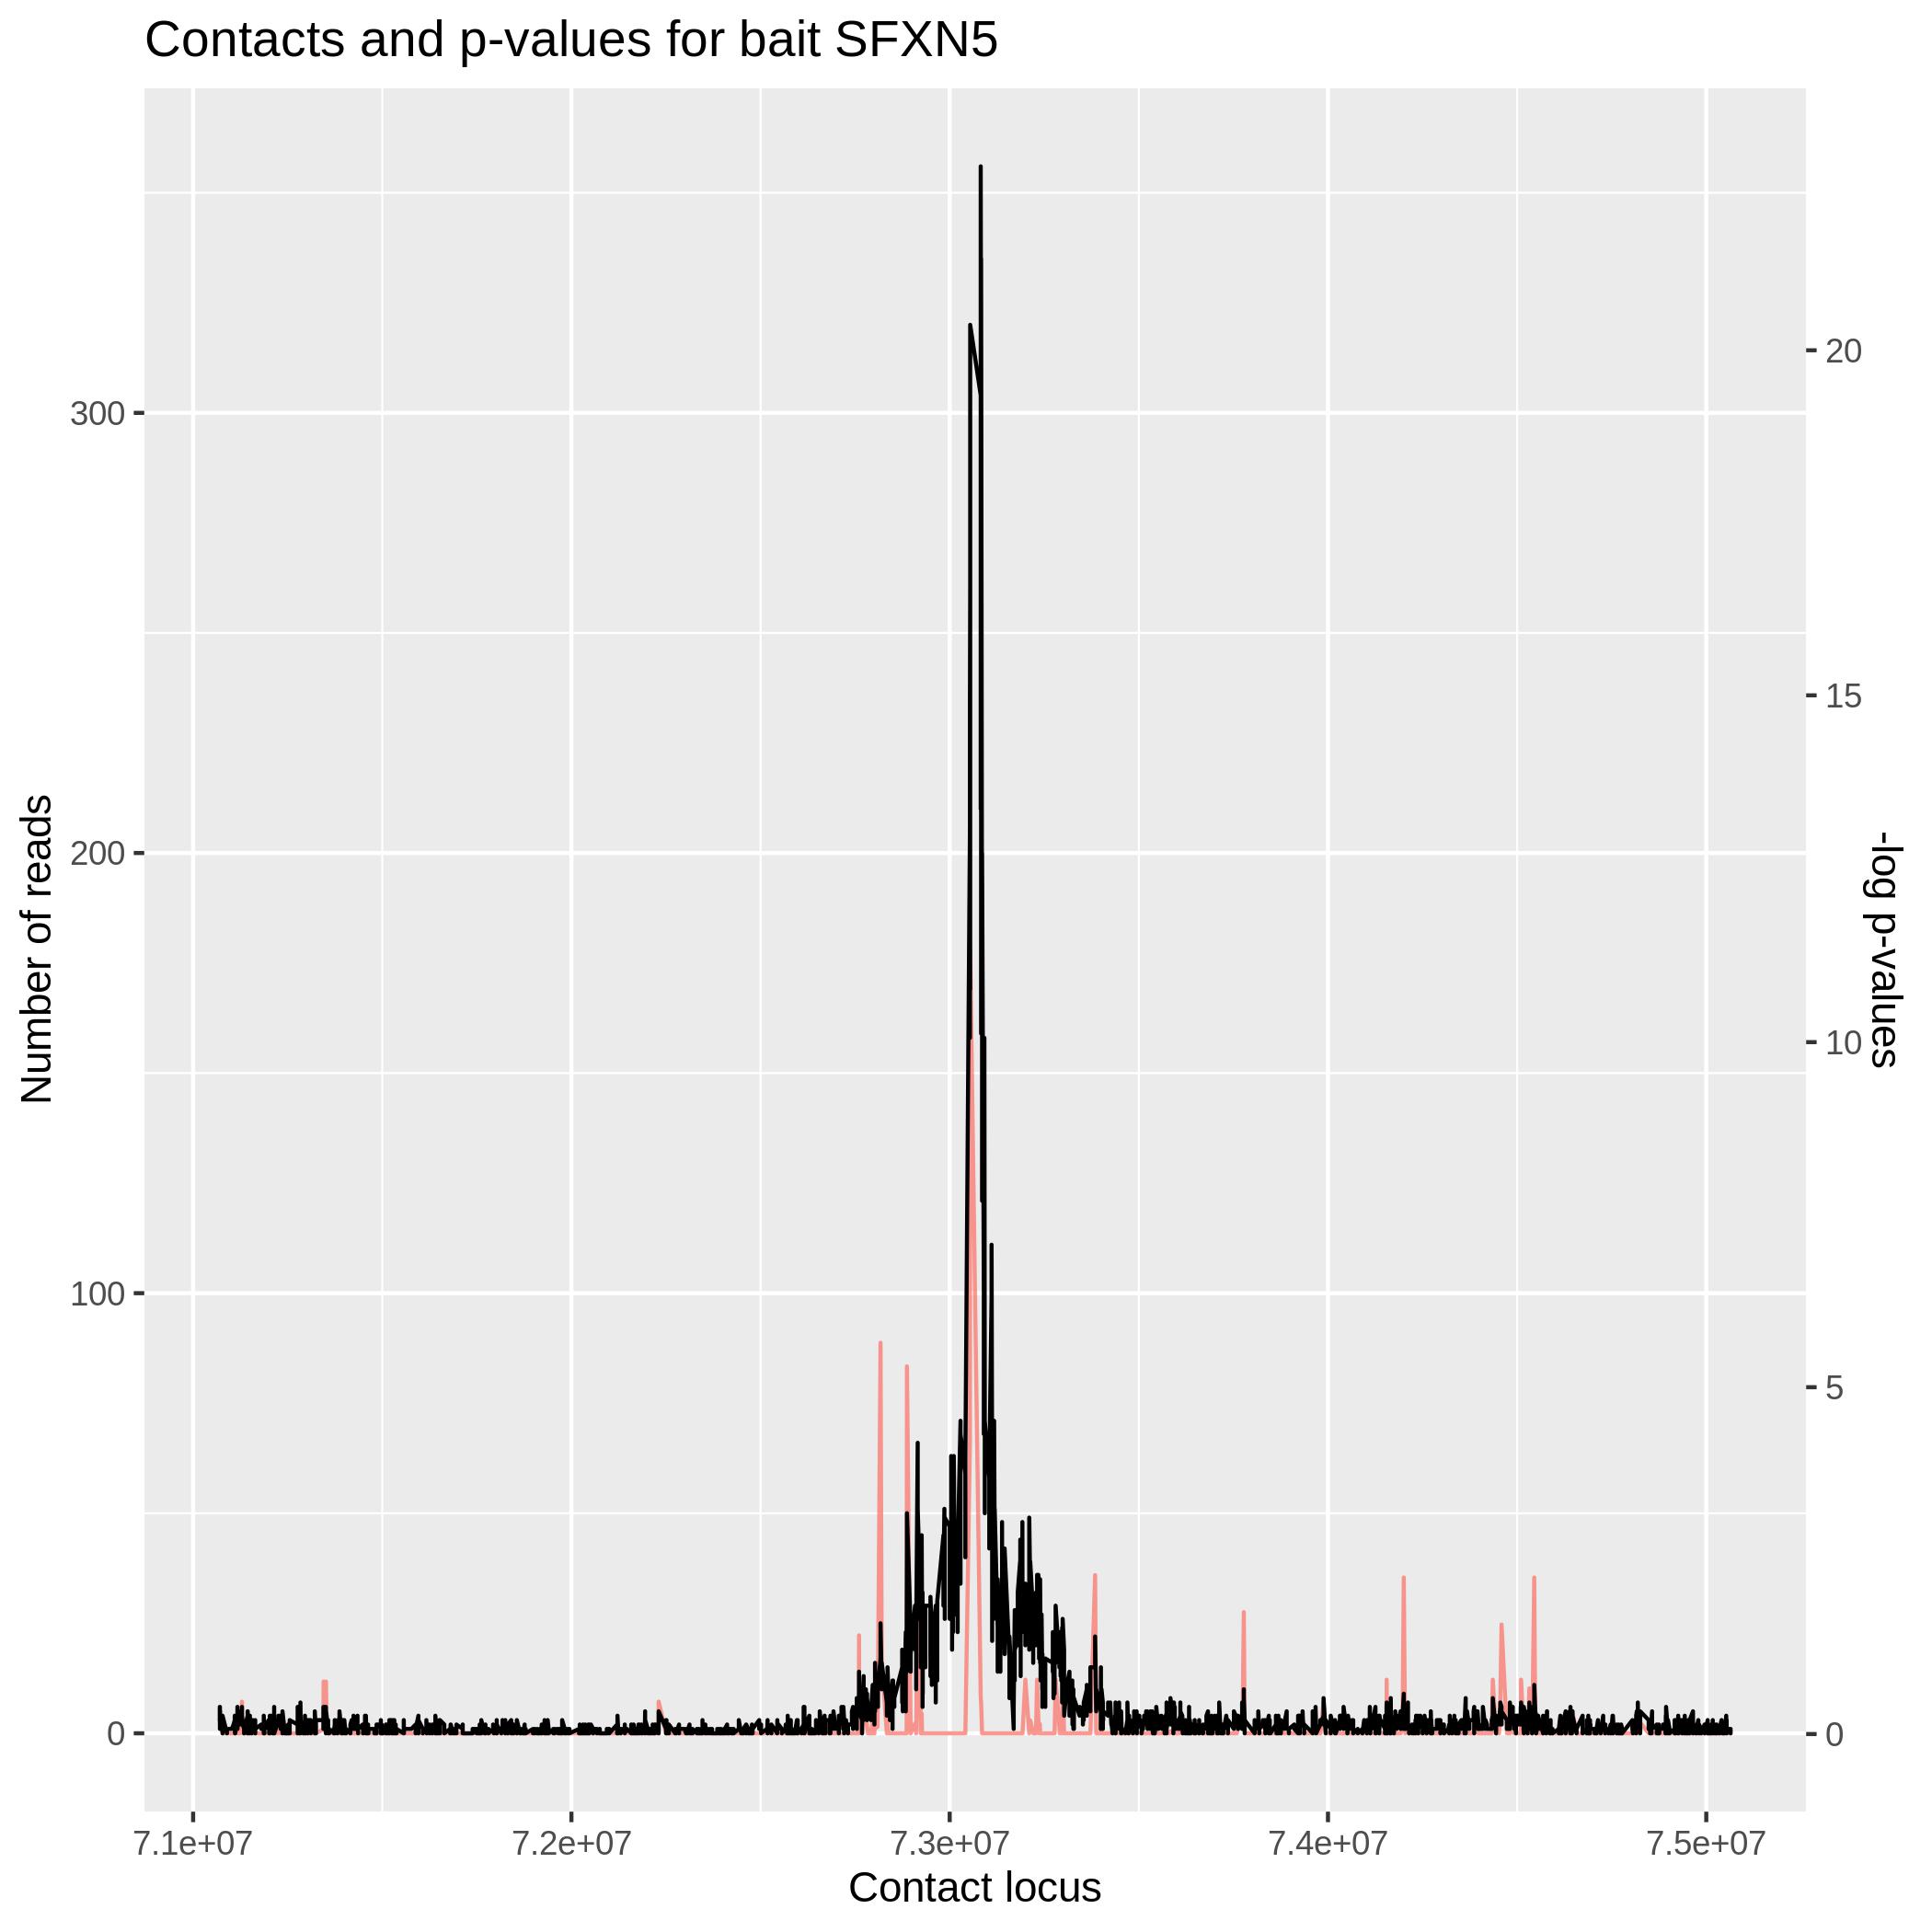 Contacts and p-values for bait SFXN5
Number of reads
300
200
100
0
20
15
10
5
0
-log p-values
7.1e+07 7.2e+07 7.3e+07 7.4e+07 7.5e+07
Contact locus